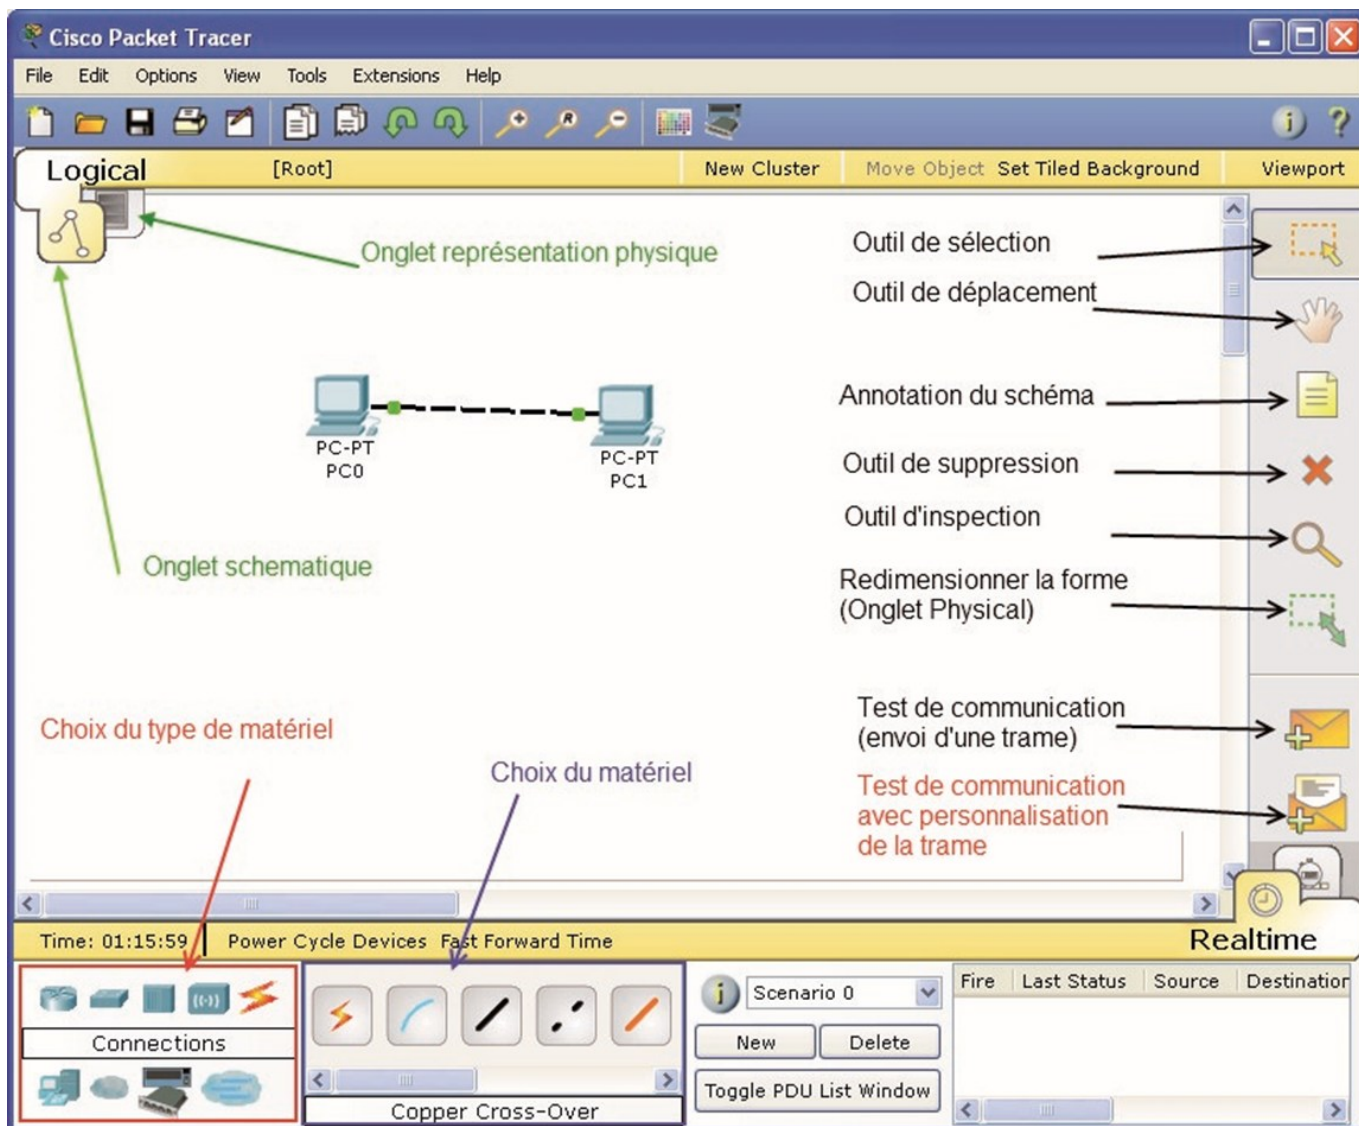 Cisco Packet Tracer
File Edit Options View Tools Extensions Help
Logical [Root] New Cluster Move Object Set Tiled Background Viewport
Onglet représentation physique
Outil de sélection
Outil de déplacement
Annotation du schéma
PC-PT
PC0
PC-PT
PC1
Outil de suppression
Outil d'inspection
Onglet schematique
Redimensionner la forme
(Onglet Physical)
Choix du type de matériel
Choix du matériel
Test de communication
(envoi d'une trame)
Test de communication
avec personnalisation
de la trame
Time: 01:15:59 Power Cycle Devices Fast Forward Time Realtime
Connections
Copper Cross-Over
Scenario 0
New Delete
Toggle PDU List Window
Fire Last Status Source Destination